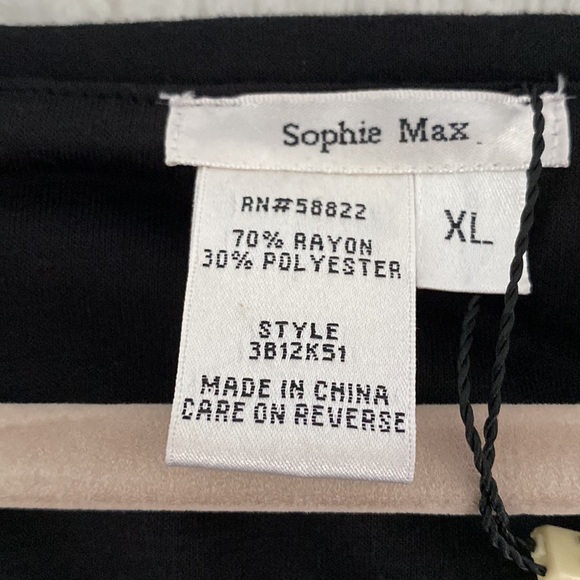 Sophie Max
RN#58822
XL
70% RAYON
30% POLYESTER
STYLE
3B12K51
MADE IN CHINA
CARE ON REVERSE